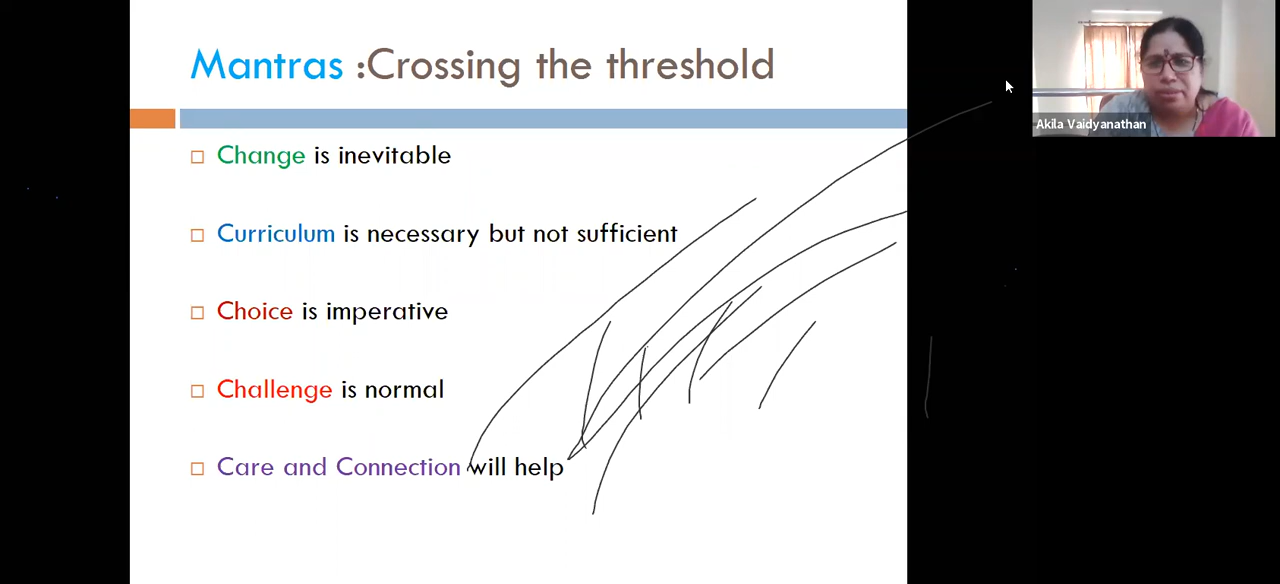 Mantras :Crossing the threshold
Akila Vaidyanathan
Change is inevitable
Curriculum is necessary but not sufficient
Choice is imperative
Challenge is normal
Care and Connection will help